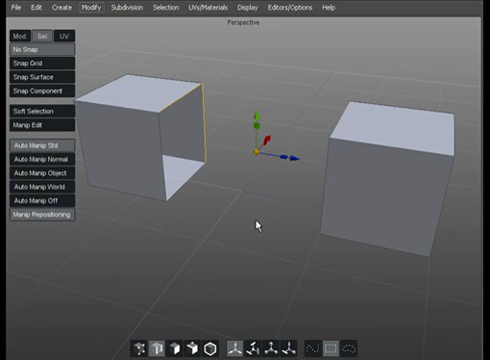 File Edit Create Modify Subdivision Selection UVs/Materials Display Editors/Options Help
Perspective
Mod Sel UV
No Snap
Snap Grid
Snap Surface
Snap Component
Soft Selection
Manip Edit
Auto Manip Std
Auto Manip Normal
Auto Manip Object
Auto Manip World
Auto Manip Off
Manip Repositioning